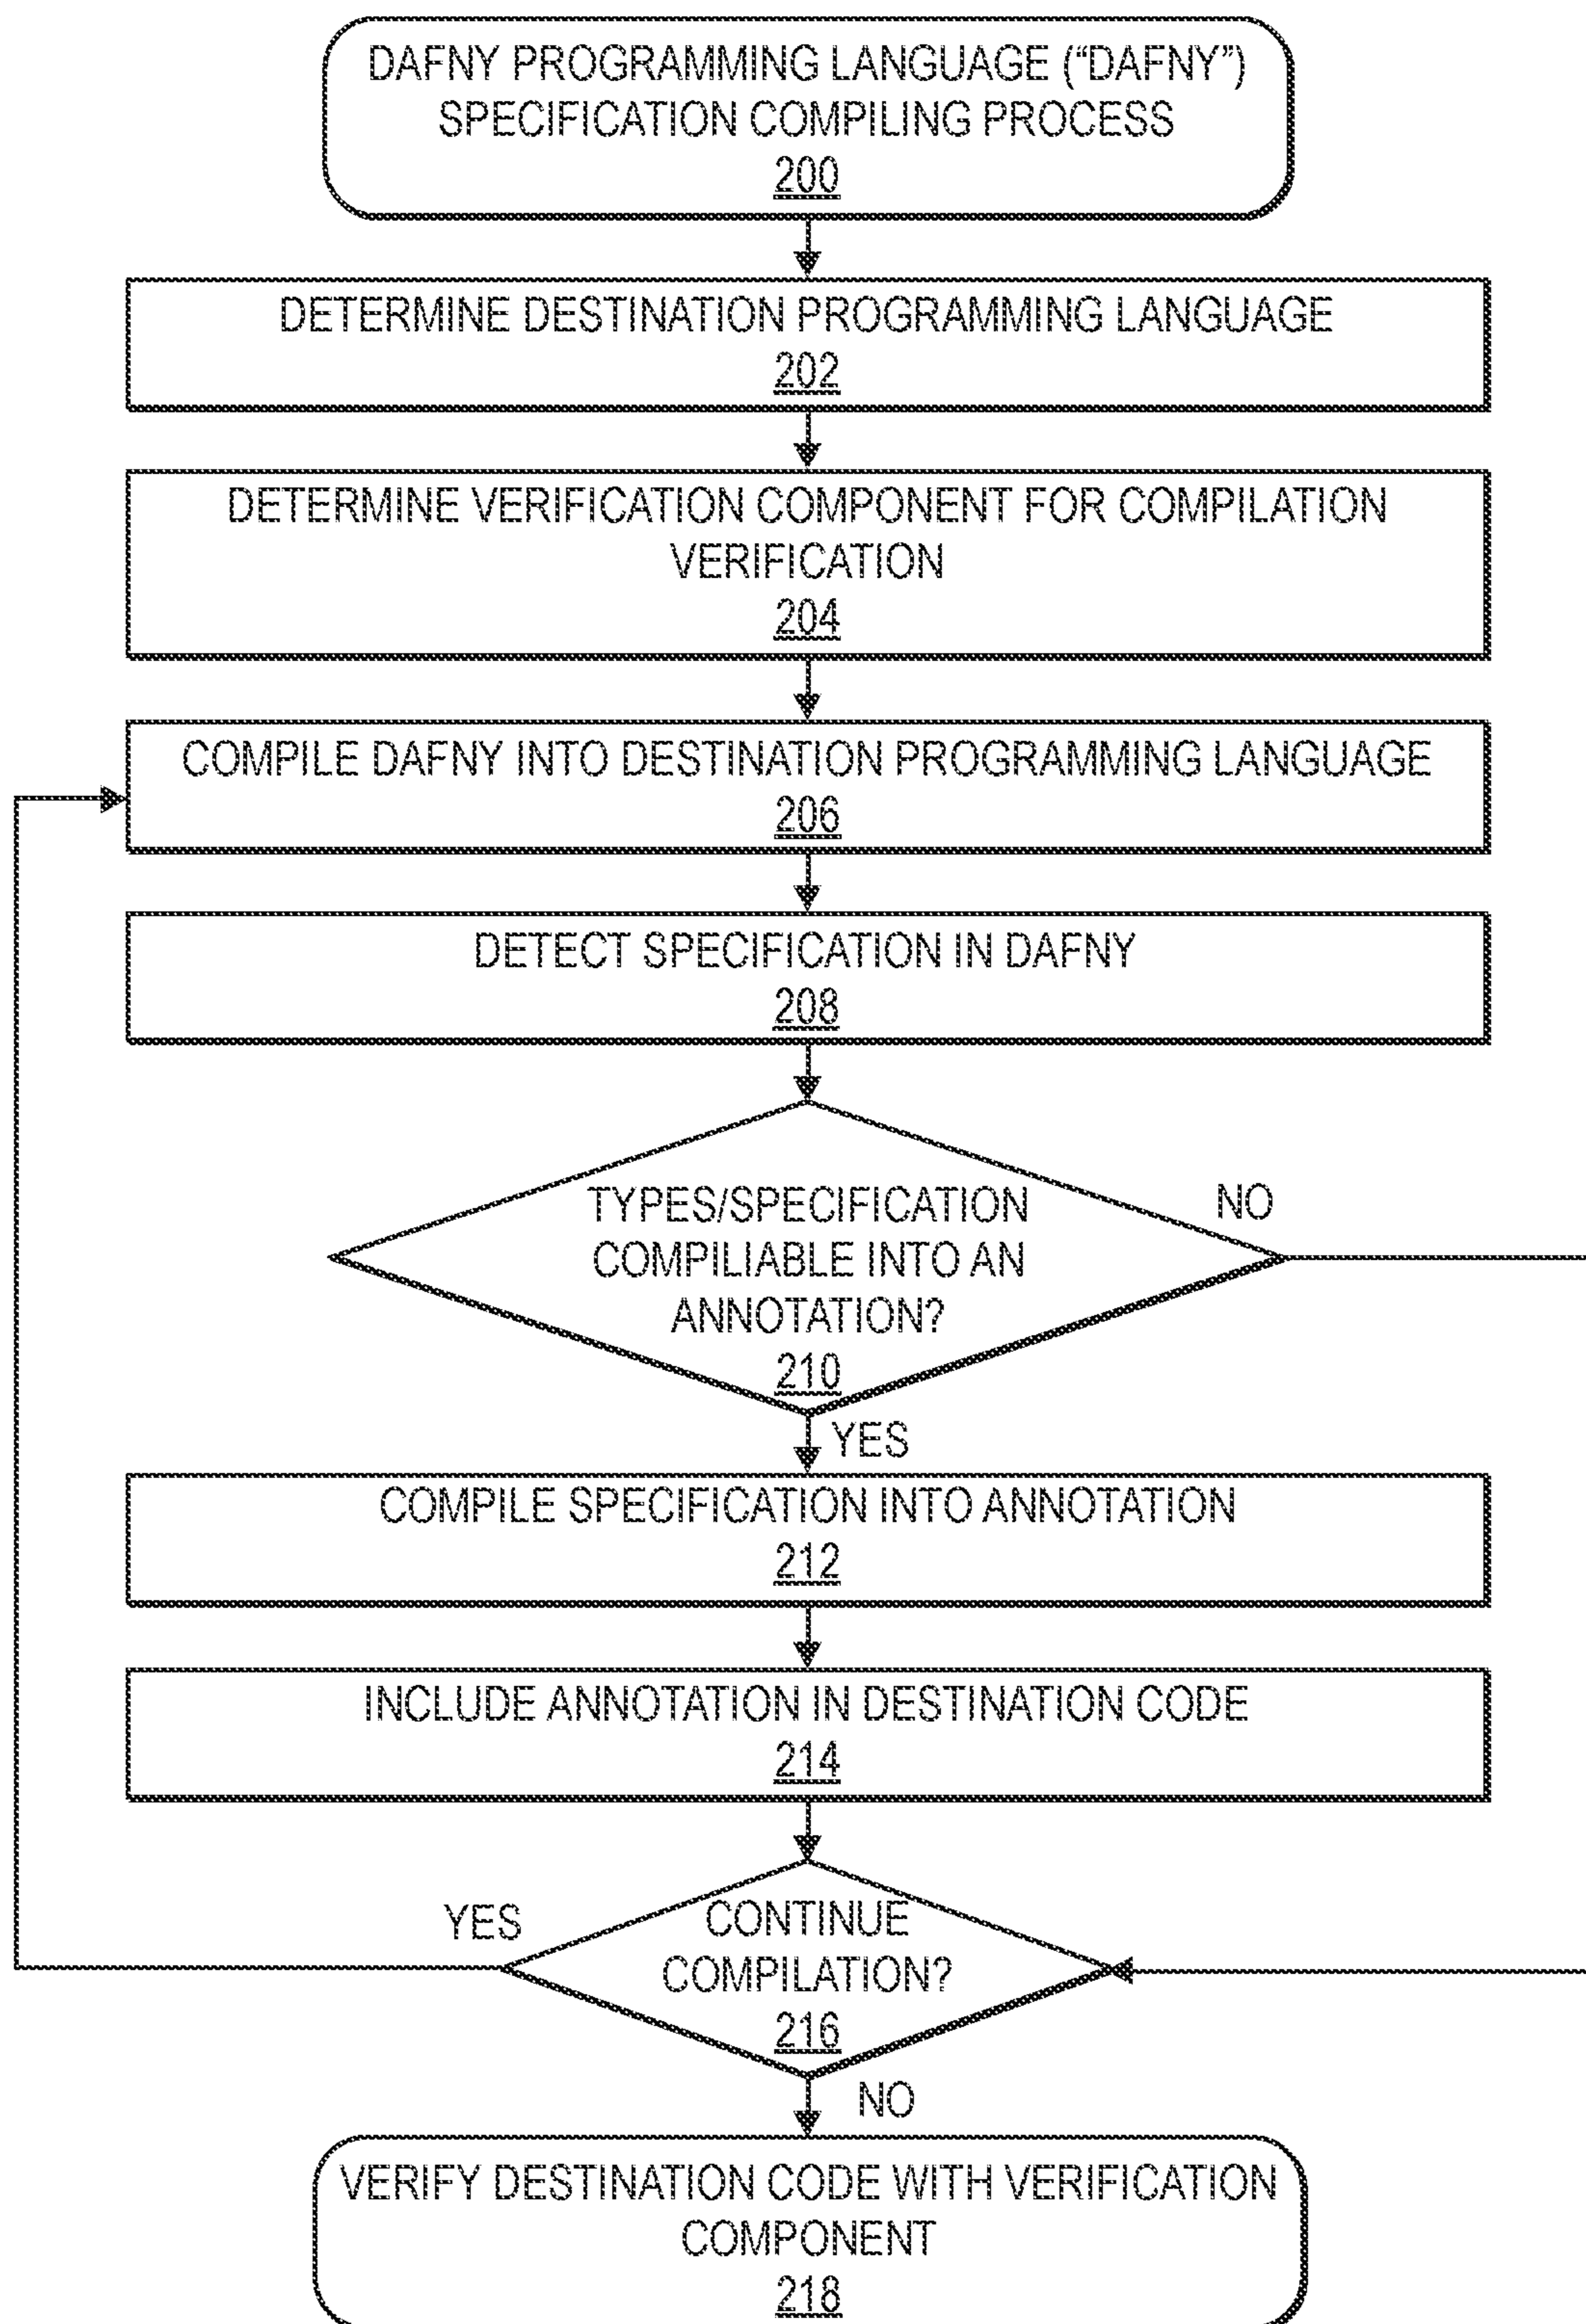 DAFNY PROGRAMMING LANGUAGE (“DAFNY”)
SPECIFICATION COMPILING PROCESS
200
DETERMINE DESTINATION PROGRAMMING LANGUAGE
202
DETERMINE VERIFICATION COMPONENT FOR COMPILATION
VERIFICATION
204
COMPILE DAFNY INTO DESTINATION PROGRAMMING LANGUAGE
206
DETECT SPECIFICATION IN DAFNY
208
NO
TYPES/SPECIFICATION
COMPILIABLE INTO AN
ANNOTATION?
210
YES
COMPILE SPECIFICATION INTO ANNOTATION
212
INCLUDE ANNOTATION IN DESTINATION CODE
214
YES
CONTINUE
COMPILATION?
216
NO
VERIFY DESTINATION CODE WITH VERIFICATION
COMPONENT
218